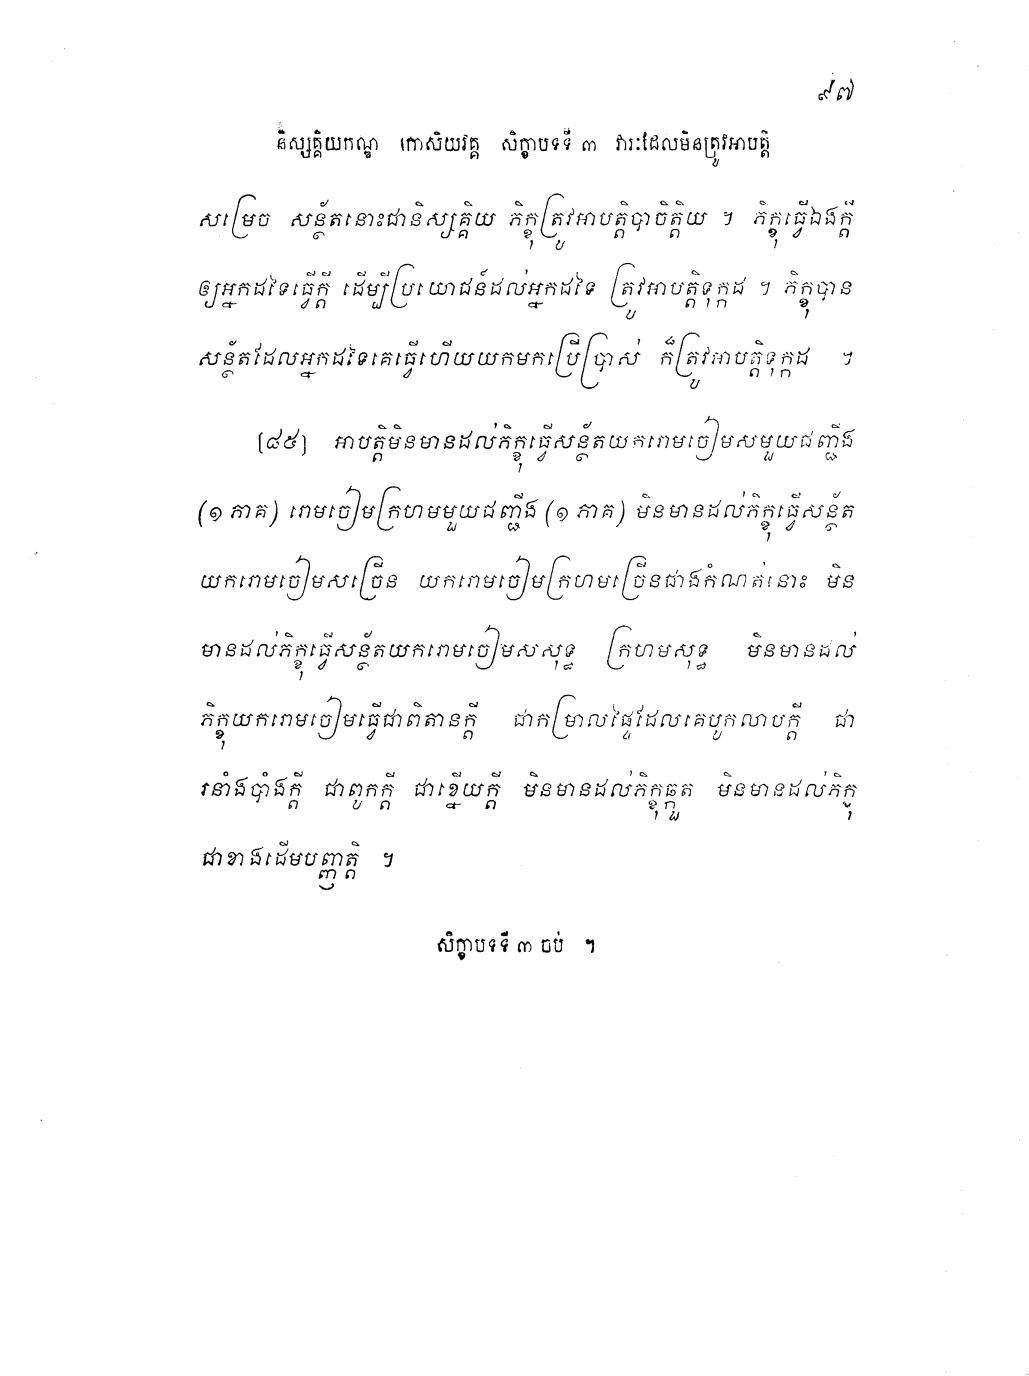 ៩៧
និស្សគ្គិយកណ្ឌ កោសិយវគ្គ សិក្ខាបទទី ៣ វារៈដែលមិនត្រូវអាបត្តិ
សម្រេច សន្ថ័តនោះជានិស្សគ្គិយ ភិក្ខុត្រូវអាបត្តិបាចិត្តិយ ។ ភិក្ខុធ្វើឯងក្តី
ឲ្យអ្នកដទៃធ្វើក្តី ដើម្បីប្រយោជន៍ដល់អ្នកដទៃ ត្រូវអាបត្តិទុក្កដ ។ ភិក្ខុបាន
សន្ថ័តដែលអ្នកដទៃគេធ្វើហើយយកមកប្រើប្រាស់ ក៏ត្រូវអាបត្តិទុក្កដ ។
[៨៥] អាបត្តិមិនមានដល់ភិក្ខុធ្វើសន្ថ័តយករោមចៀមសមួយជញ្ជីង
(១ ភាគ) រោមចៀមក្រហមមួយជញ្ជីង (១ ភាគ) មិនមានដល់ភិក្ខុធ្វើសន្ថ័ត
យករោមចៀមសច្រើន យករោមចៀមក្រហមច្រើនជាងកំណត់នោះ មិន
មានដល់ភិក្ខុធ្វើសន្ថ័តយករោមចៀមសសុទ្ធ ក្រហមសុទ្ធ មិនមានដល់
ភិក្ខុយករោមចៀមធ្វើជាពិតានក្តី ជាកម្រាលផ្ទៃដែលគេបូកលាបក្តី ជា
រនាំងបាំងក្តី ជាពូកក្តី ជាខ្នើយក្តី មិនមានដល់ភិក្ខុឆ្កួត មិនមានដល់ភិក្ខុ
ជាខាងដើមបញ្ញត្តិ ។
សិក្ខាបទទី ៣ ចប់ ។